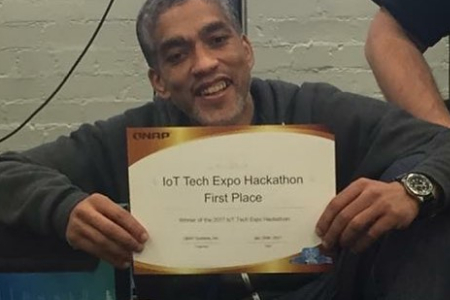 QNAP
IoT Tech Expo Hackathon
First Place
Winner of the 2017 IoT Tech Expo Hackathon